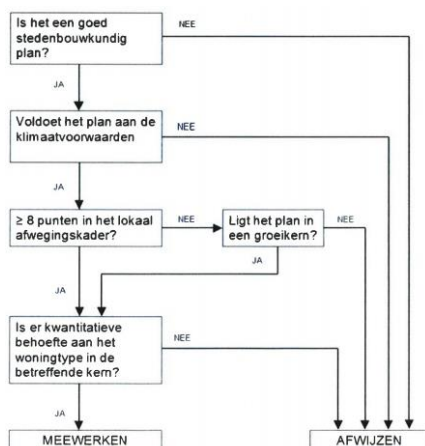 Is het een goed
stedenbouwkundig
plan?
NEE
JA
Voldoet het plan aan de
klimaatvoorwaarden
NEE
JA
≥ 8 punten in het lokaal
afwegingskader?
NEE
Ligt het plan in
een groeikern?
NEE
JA
JA
Is er kwantitatieve
behoefte aan het
woningtype in de
betreffende kern?
NEE
JA
MEEWERKEN
AFWIJZEN